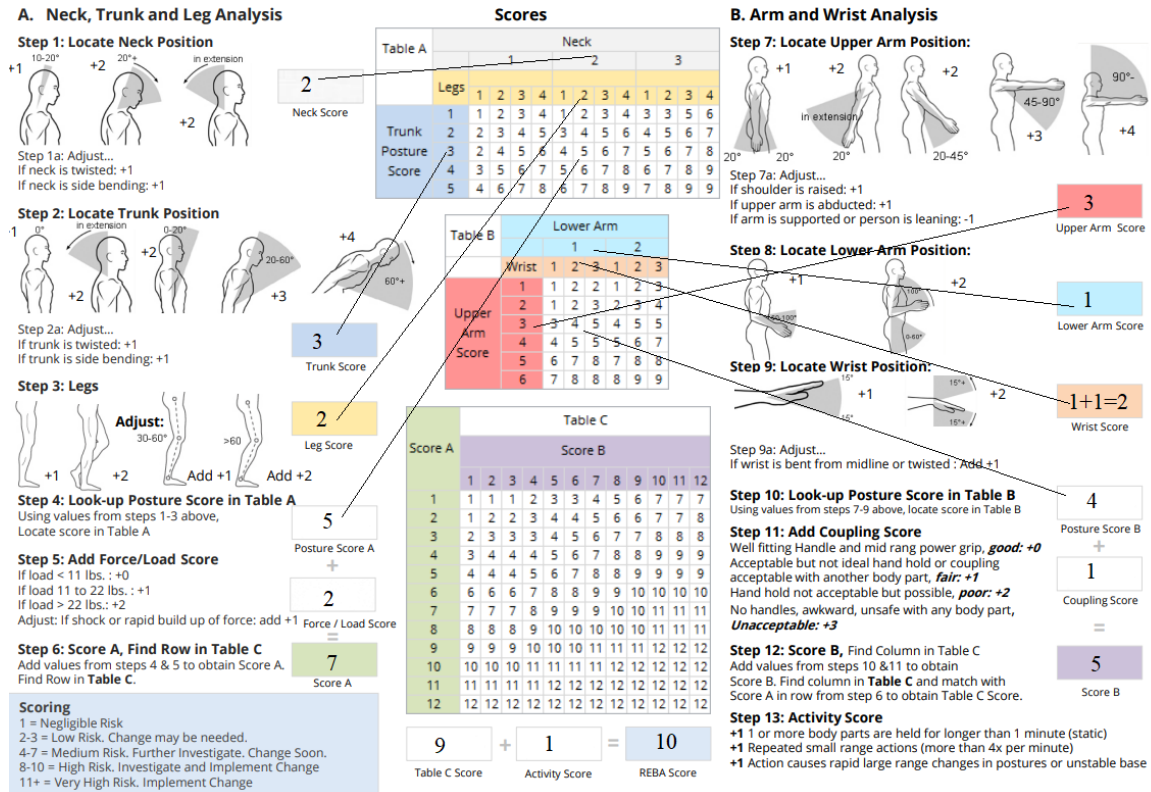 A. Neck, Trunk and Leg Analysis
Step 1: Locate Neck Position
+1
10-20°
+2
20°+
in extension
+2
2
Neck Score
Step 1a: Adjust...
If neck is twisted: +1
If neck is side bending: +1
Step 2: Locate Trunk Position
1
0°
in extension
+2
+2
0-20°
20-60°
+3
+4
60°+
Step 2a: Adjust...
If trunk is twisted: +1
If trunk is side bending: +1
3
Trunk Score
Step 3: Legs
+1
+2
Adjust:
30-60°
Add +1
>60
Add +2
2
Leg Score
Step 4: Look-up Posture Score in Table A
Using values from steps 1-3 above,
Locate score in Table A
5
Posture Score A
+
Step 5: Add Force/Load Score
If load < 11 lbs. : +0
If load 11 to 22 lbs. : +1
If load > 22 lbs.: +2
Adjust: If shock or rapid build up of force: add +1
2
Force / Load Score
=
Step 6: Score A, Find Row in Table C
Add values from steps 4 & 5 to obtain Score A.
Find Row in Table C.
7
Score A
Scoring
1 = Negligible Risk
2-3 = Low Risk. Change may be needed.
4-7 = Medium Risk. Further Investigate. Change Soon.
8-10 = High Risk. Investigate and Implement Change
11+ = Very High Risk. Implement Change
Scores
Table A
Neck
1 2 3
Legs
1 2 3 4 1 2 3 4 1 2 3 4
Trunk Posture Score
1 1 2 3 4 1 2 3 4 3 3 5 6
2 2 3 4 5 3 4 5 6 4 5 6 7
3 2 4 5 6 4 5 6 7 5 6 7 8
4 3 5 6 7 5 6 7 8 6 7 8 9
5 4 6 7 8 6 7 8 9 7 8 9 9
Table B
Lower Arm
1 2
Wrist 1 2 3 1 2 3
Upper Arm Score
1 1 2 2 1 2 3
2 1 2 3 2 3 4
3 3 4 5 4 5 5
4 4 5 5 5 6 7
5 6 7 8 7 8 8
6 7 8 8 8 9 9
Table C
Score A
Score B
1 2 3 4 5 6 7 8 9 10 11 12
1 1 1 1 2 3 3 4 5 6 7 7 7
2 1 2 2 3 4 4 5 6 6 7 7 8
3 2 3 3 3 4 5 6 7 7 8 8 8
4 3 4 4 4 5 6 7 8 8 9 9 9
5 4 4 4 5 6 7 8 8 9 9 9 9
6 6 6 6 7 8 8 9 9 10 10 10 10
7 7 7 7 8 9 9 9 10 10 11 11 11
8 8 8 8 9 10 10 10 10 10 11 11 11
9 9 9 9 10 10 10 11 11 11 12 12 12
10 10 10 10 11 11 11 11 12 12 12 12 12
11 11 11 11 11 12 12 12 12 12 12 12 12
12 12 12 12 12 12 12 12 12 12 12 12 12
9 + 1 = 10
Table C Score
Activity Score
REBA Score
B. Arm and Wrist Analysis
Step 7: Locate Upper Arm Position:
+1
20°
20°
+2
in extension
20°
+2
20-45°
45-90°
+3
90°-
+4
Step 7a: Adjust...
If shoulder is raised: +1
If upper arm is abducted: +1
If arm is supported or person is leaning: -1
3
Upper Arm Score
Step 8: Locate Lower Arm Position:
+1
60-100°
+2
100°
0-60°
1
Lower Arm Score
Step 9: Locate Wrist Position:
15°
15°
+1
15°+
15°+
+2
1+1=2
Wrist Score
Step 9a: Adjust...
If wrist is bent from midline or twisted : Add +1
Step 10: Look-up Posture Score in Table B
Using values from steps 7-9 above, locate score in Table B
4
Posture Score B
+
Step 11: Add Coupling Score
Well fitting Handle and mid rang power grip, good: +0
Acceptable but not ideal hand hold or coupling
acceptable with another body part, fair: +1
Hand hold not acceptable but possible, poor: +2
No handles, awkward, unsafe with any body part,
Unacceptable: +3
1
Coupling Score
=
Step 12: Score B, Find Column in Table C
Add values from steps 10 &11 to obtain
Score B. Find column in Table C and match with
Score A in row from step 6 to obtain Table C Score.
5
Score B
Step 13: Activity Score
+1 1 or more body parts are held for longer than 1 minute (static)
+1 Repeated small range actions (more than 4x per minute)
+1 Action causes rapid large range changes in postures or unstable base